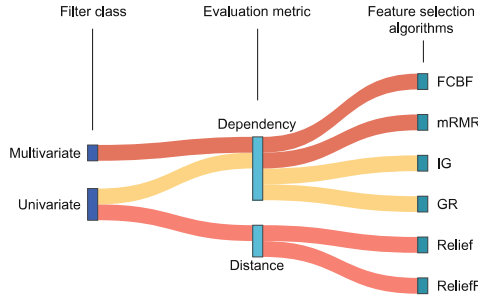 Filter class
Evaluation metric
Feature selection
algorithms
FCBF
Dependency
mRMR
Multivariate
IG
Univariate
GR
Relief
Distance
ReliefF